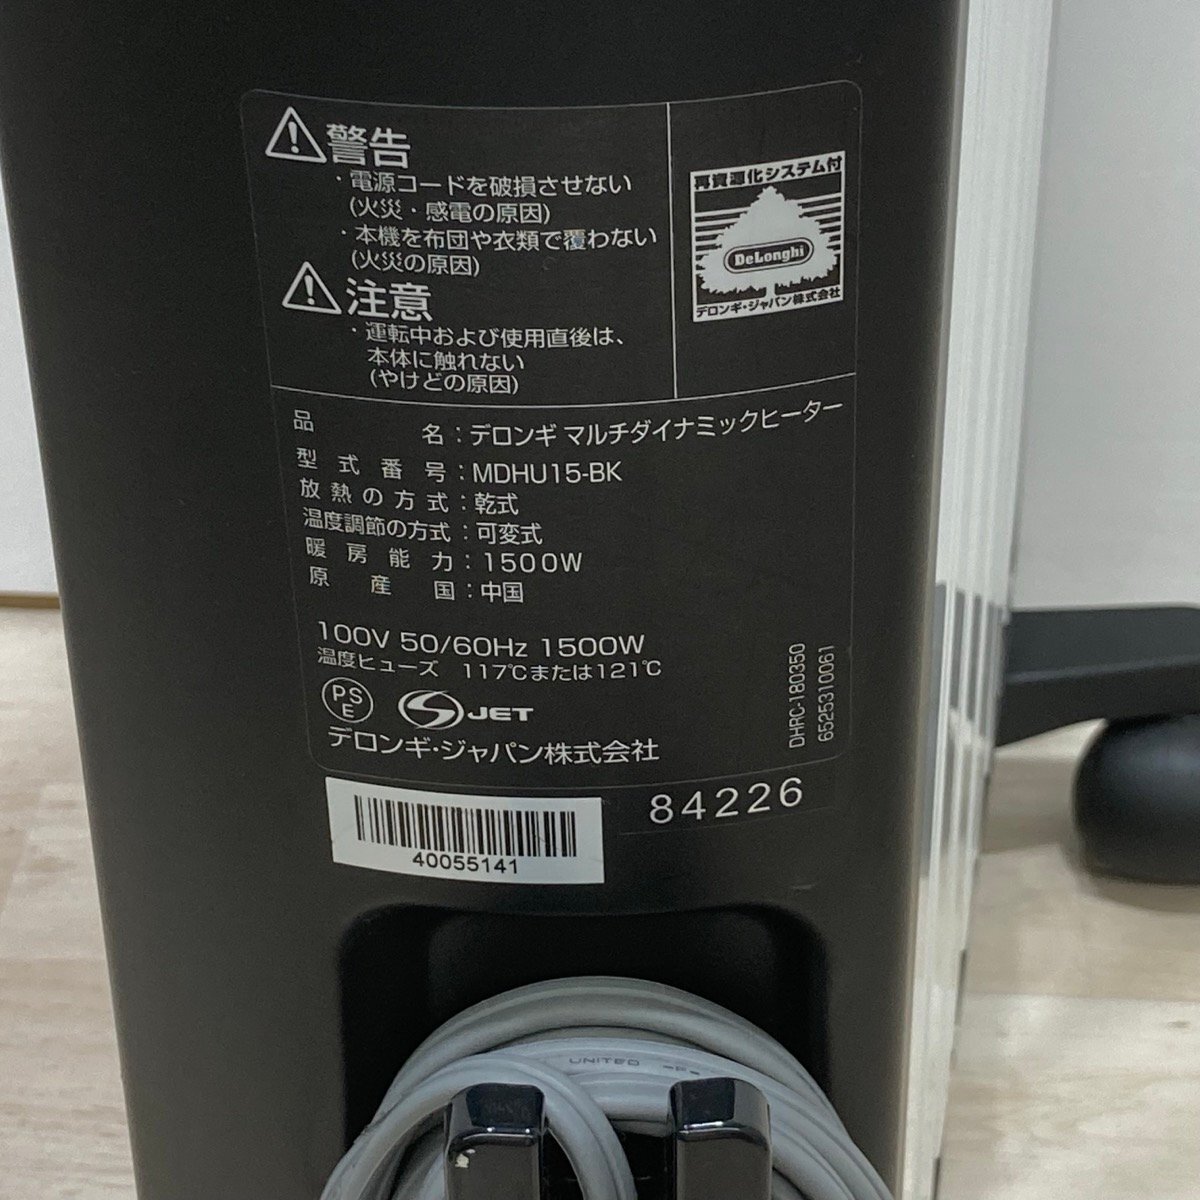 警告
・電源コードを破損させない
(火災・感電の原因)
・本機を布団や衣類で覆わない
(火災の原因)
注意
・運転中および使用直後は、
本体に触れない
(やけどの原因)
再資源化システム付
DeLonghi
デロンギ・ジャパン株式会社
品名:デロンギ マルチダイナミックヒーター
型式番号:MDHU15-BK
放熱の方式:乾式
温度調節の方式:可変式
暖房能力:1500W
原産国:中国
100V 50/60Hz 1500W
温度ヒューズ 117℃または121℃
PS
E
S JET
デロンギ・ジャパン株式会社
DHRC-180350
6525310061
40055141
84226
UNITED